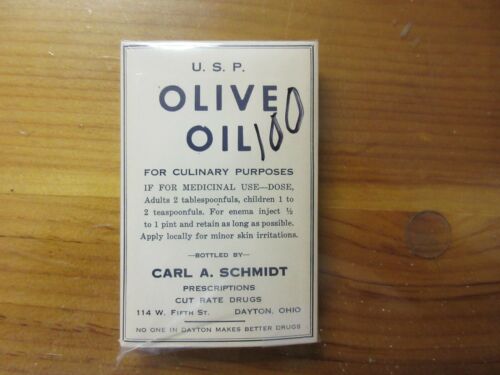 U. S. P.
OLIVE
OIL 100
FOR CULINARY PURPOSES
IF FOR MEDICINAL USE—DOSE,
Adults 2 tablespoonfuls, children 1 to
2 teaspoonfuls. For enema inject ½
to 1 pint and retain as long as possible.
Apply locally for minor skin irritations.
—BOTTLED BY—
CARL A. SCHMIDT
PRESCRIPTIONS
CUT RATE DRUGS
114 W. FIFTH ST. DAYTON, OHIO
NO ONE IN DAYTON MAKES BETTER DRUGS